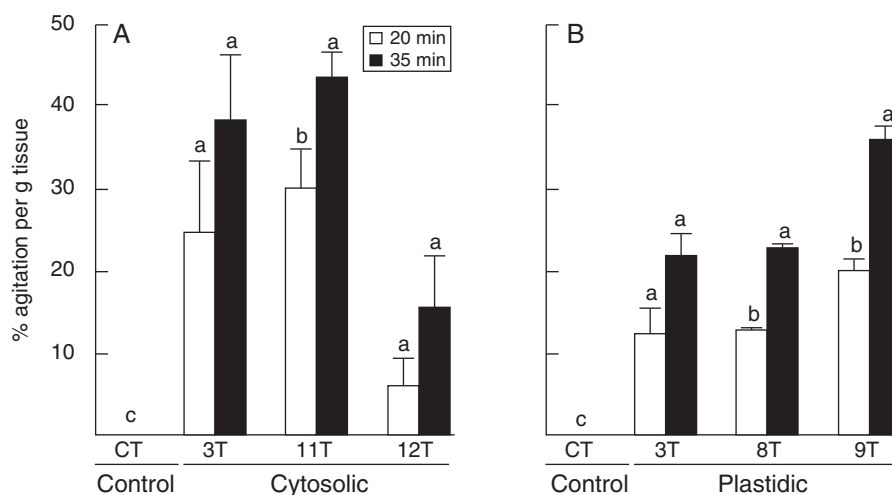 A
B
20 min
35 min
% agitation per g tissue
50
40
30
20
10
c
a
a
b
a
a
a
c
a
a
b
a
b
a
CT
3T
11T
12T
CT
3T
8T
9T
Control
Cytosolic
Control
Plastidic